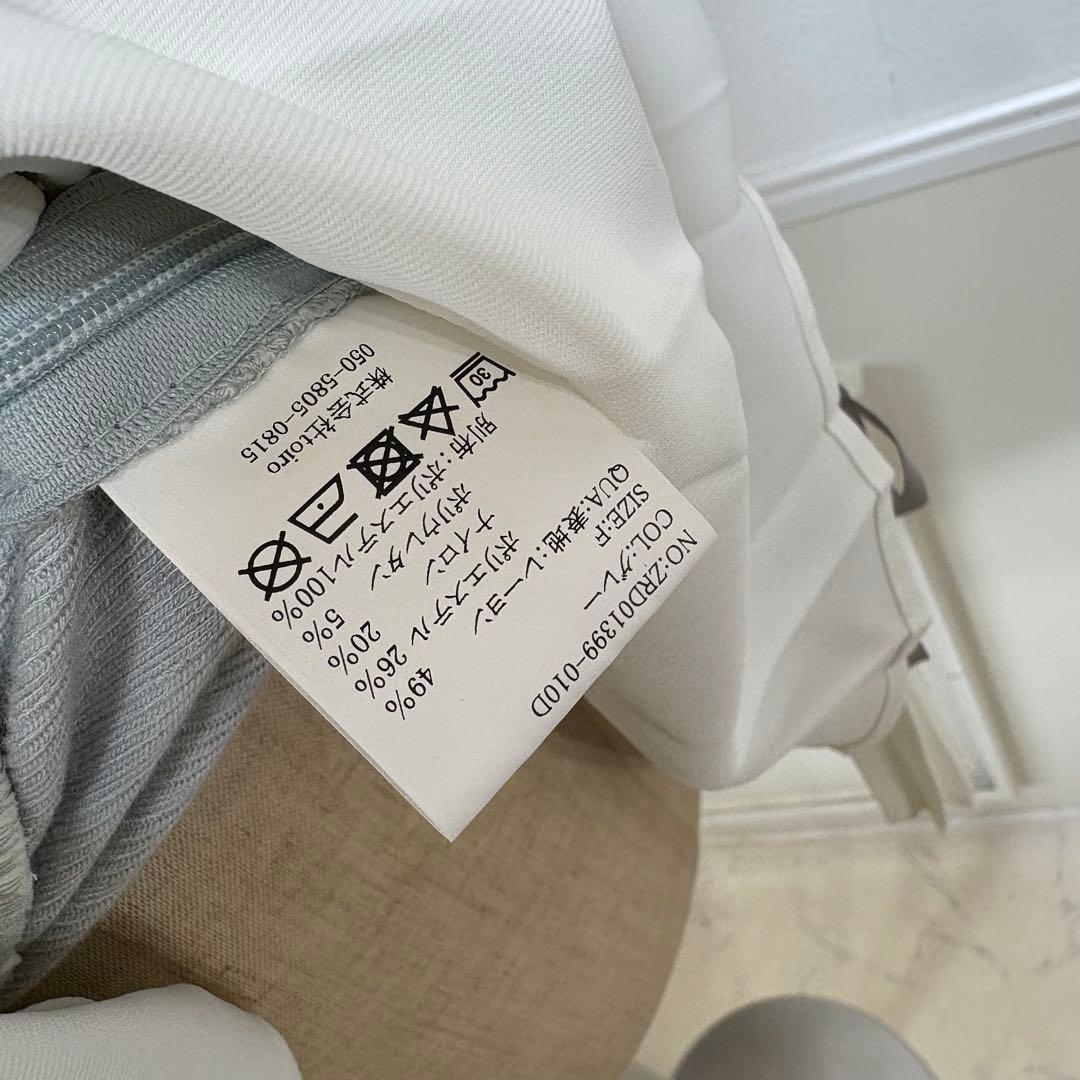 NO:ZRD01399-010D
COL:グレー
SIZE:F
QUA:表地:レーヨン 49%
ポリエステル 26%
ナイロン 20%
ポリウレタン 5%
別布:ポリエステル100%
30
株式会社toiro
050-5805-0815